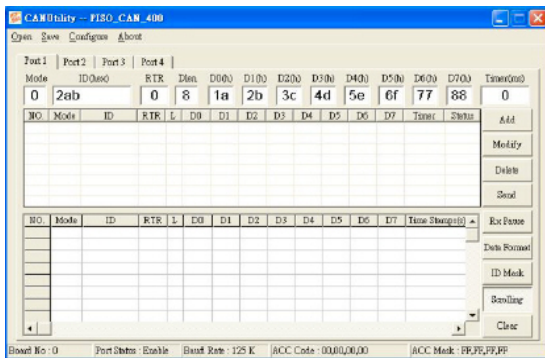 CANUtility -- PISO_CAN_400
Open Save Configure About
Port 1 Port 2 Port 3 Port 4
Mode ID(hex) RTR Dlen D0(h) D1(h) D2(h) D3(h) D4(h) D5(h) D6(h) D7(h) Timer(ms)
0 2ab 0 8 1a 2b 3c 4d 5e 6f 77 88 0
NO. Mode ID RTR L D0 D1 D2 D3 D4 D5 D6 D7 Timer Status
Add
Modify
Delete
Send
NO. Mode ID RTR L D0 D1 D2 D3 D4 D5 D6 D7 Time Stamps(s)
Rx Pause
Data Format
ID Mask
Scrolling
Clear
Board No : 0 Port Status : Enable Baud Rate : 125 K ACC Code : 00,00,00,00 ACC Mask : FF,FF,FF,FF